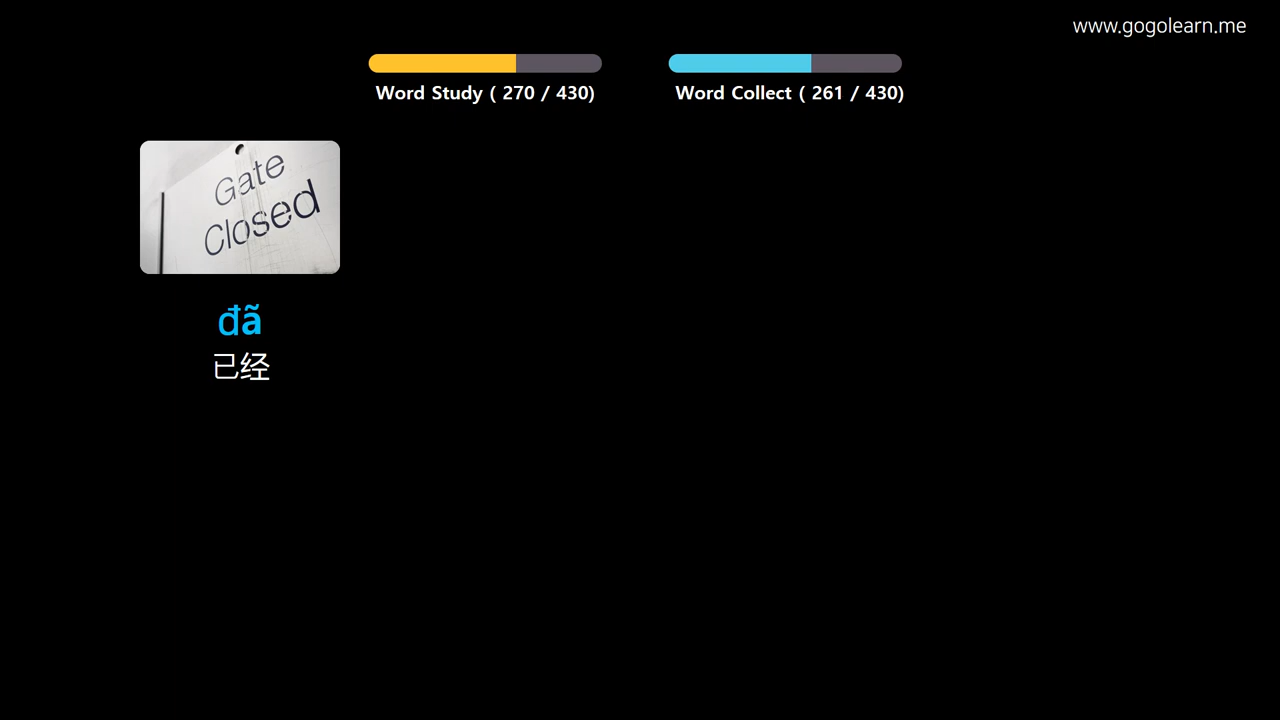 www.gogolearn.me
Word Study ( 270 / 430)
Word Collect ( 261 / 430)
Gate
Closed
đã
已经